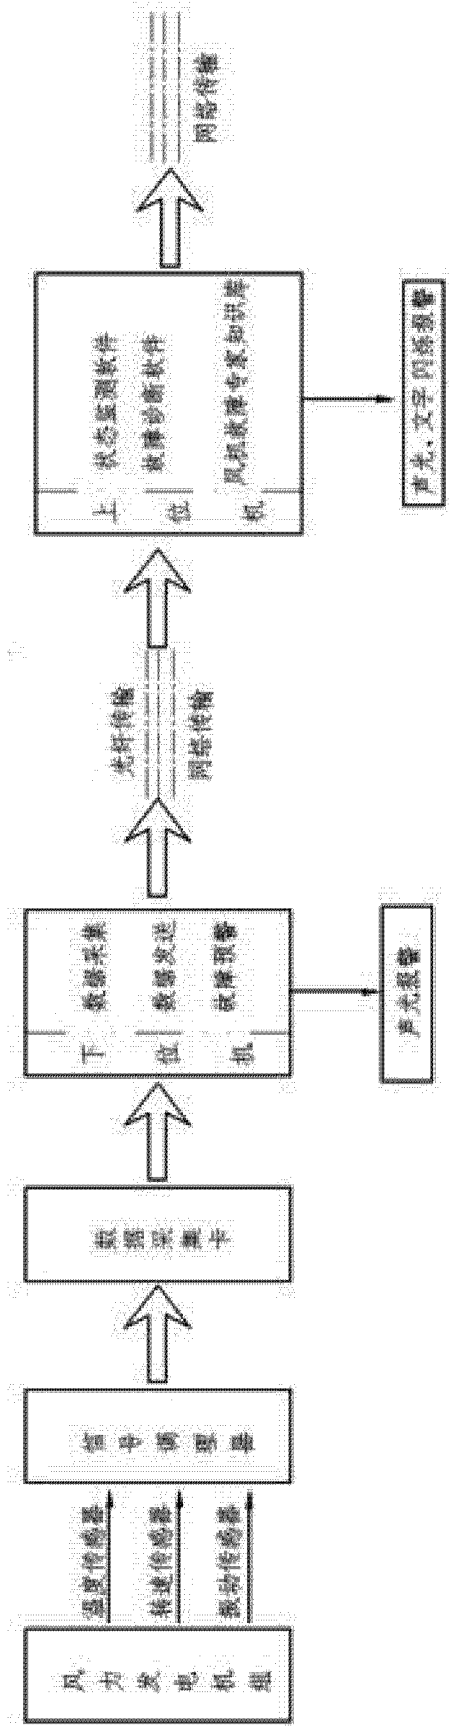 风力发电机组
温度传感器
转速传感器
振动传感器
信号调理器
数据采集卡
下位机
数据采集
数据发送
故障预警
声光报警
光纤传输
网络传输
上位机
状态监测软件
故障诊断软件
风机故障专家知识库
声光、文字闪烁报警
网络传输